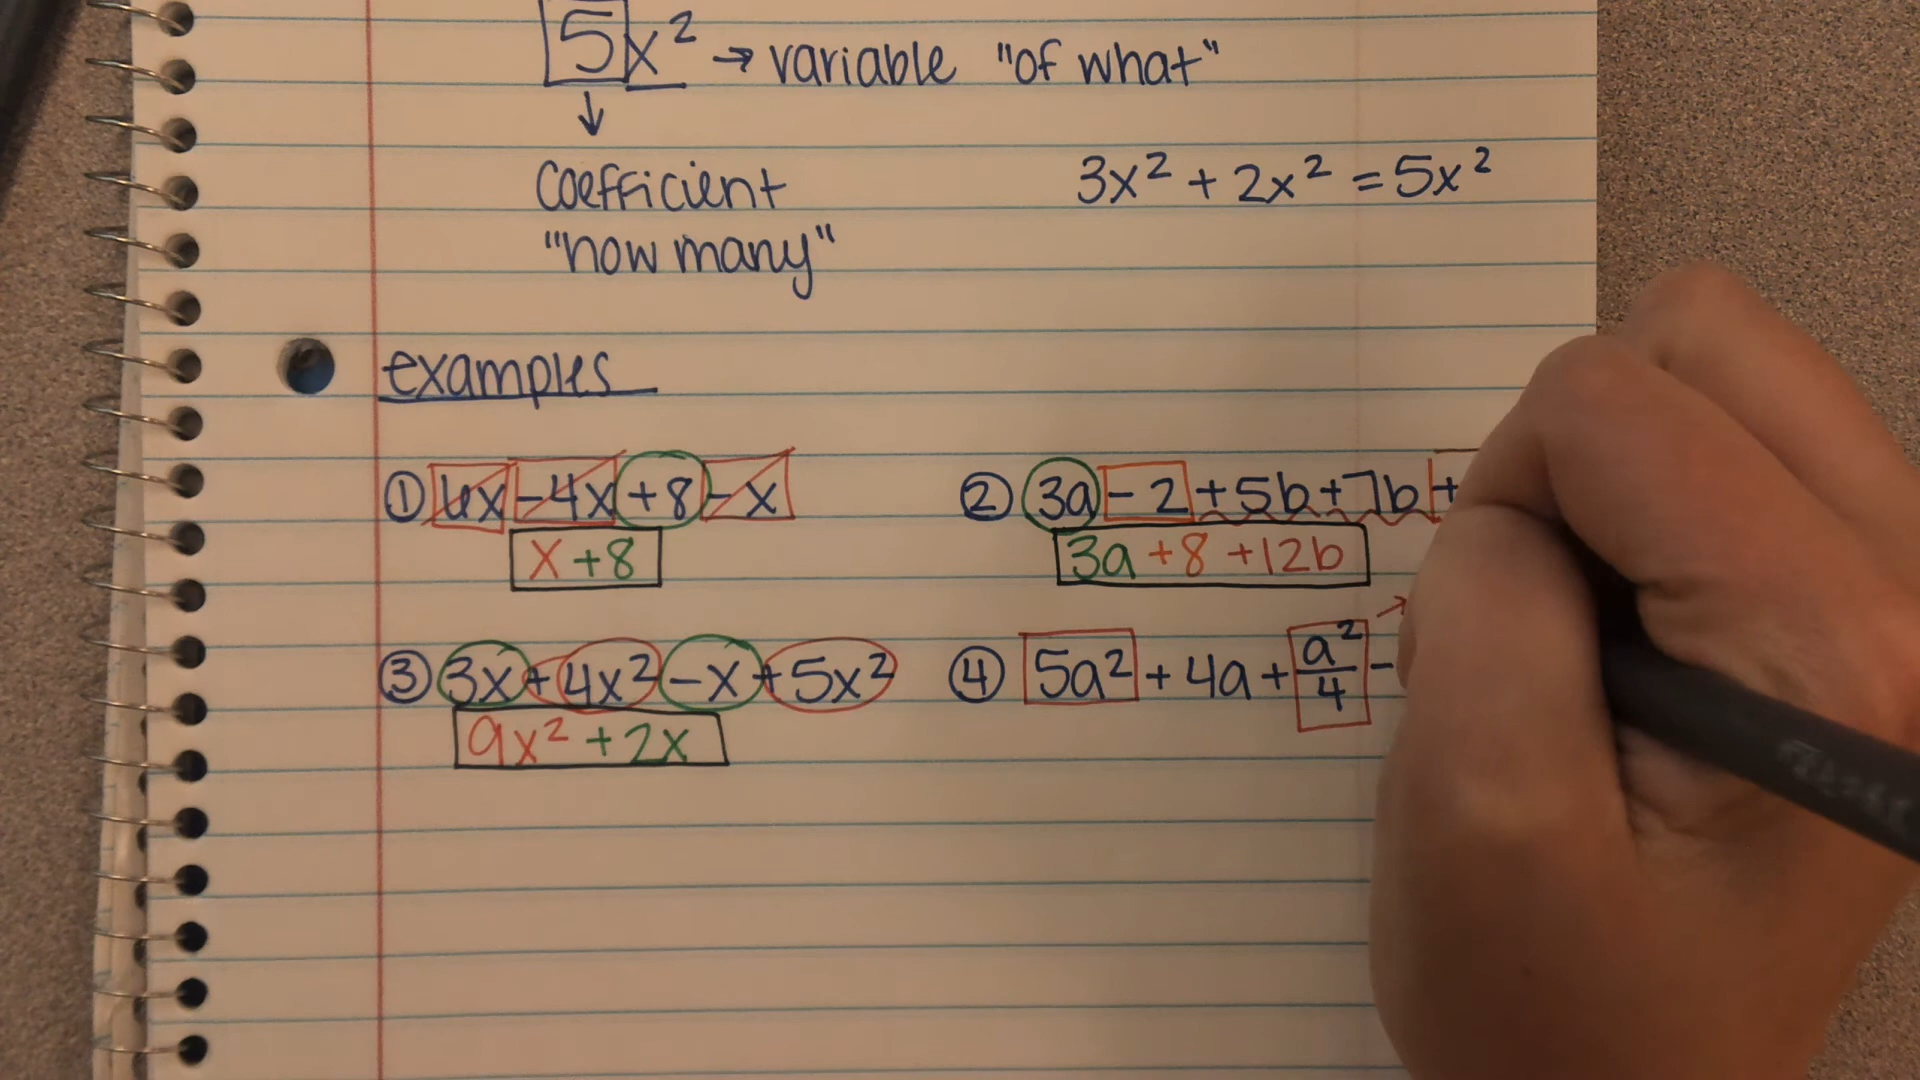 5x² → variable "of what"
↓
Coefficient
"how many"
3x² + 2x² = 5x²
examples
① 6x - 4x + 8 - x
x + 8
② 3a - 2 + 5b + 7b +
3a + 8 + 12b
③ 3x + 4x² - x + 5x²
9x² + 2x
④ 5a² + 4a + a²/4 -